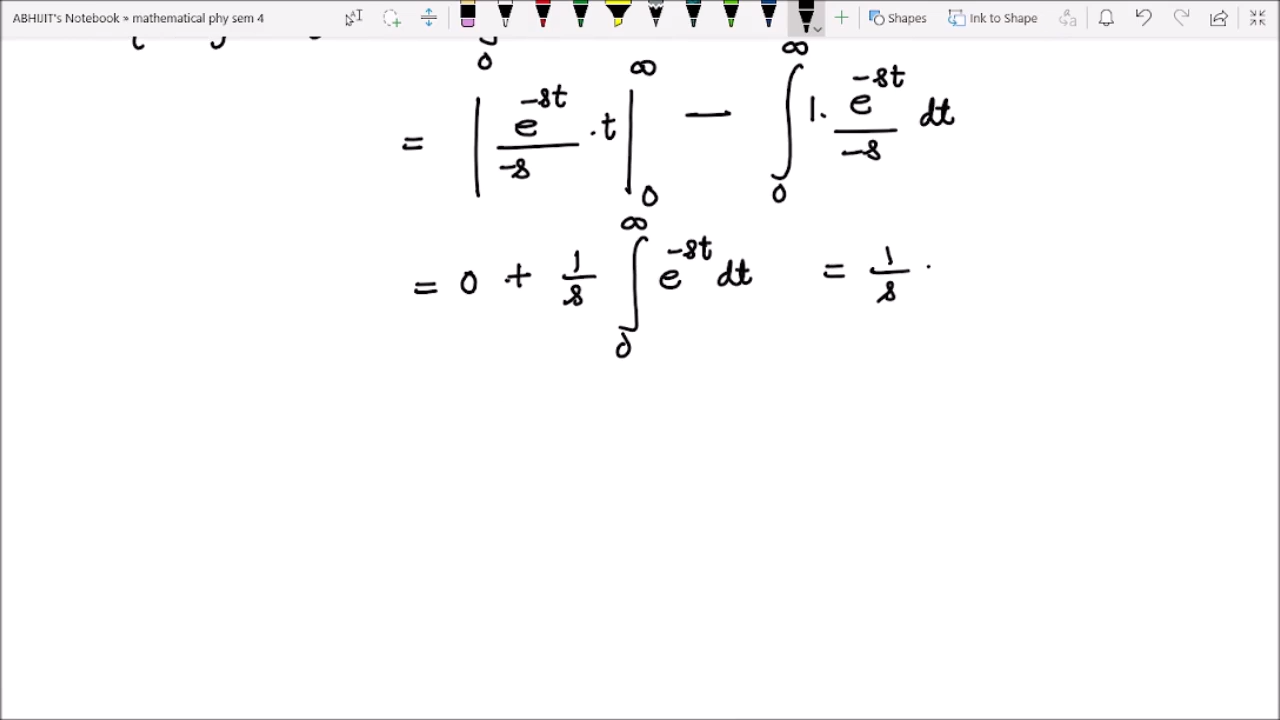 ABHIJIT's Notebook » mathematical phy sem 4
Shapes
Ink to Shape
0
= | e^{-st}/-s · t |_0^∞ — ∫_0^∞ 1. e^{-st}/-s dt
= 0 + 1/s ∫_0^∞ e^{-st} dt = 1/s ·